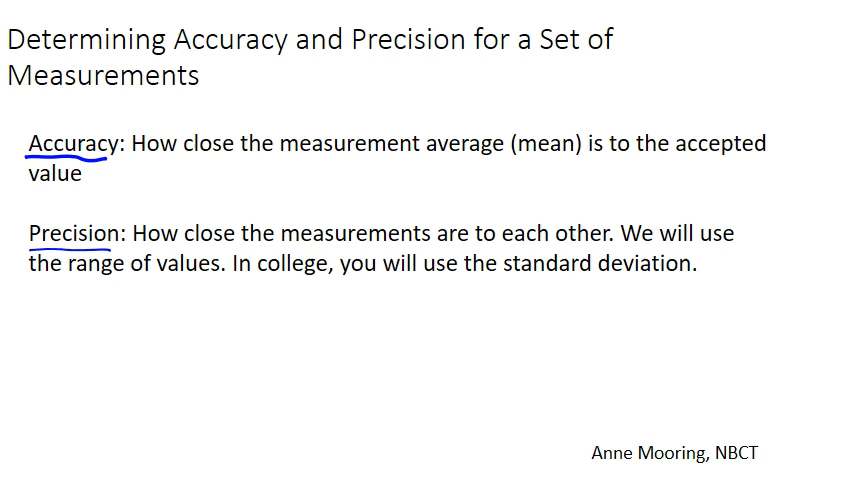 Determining Accuracy and Precision for a Set of
Measurements
Accuracy: How close the measurement average (mean) is to the accepted
value
Precision: How close the measurements are to each other. We will use
the range of values. In college, you will use the standard deviation.
Anne Mooring, NBCT